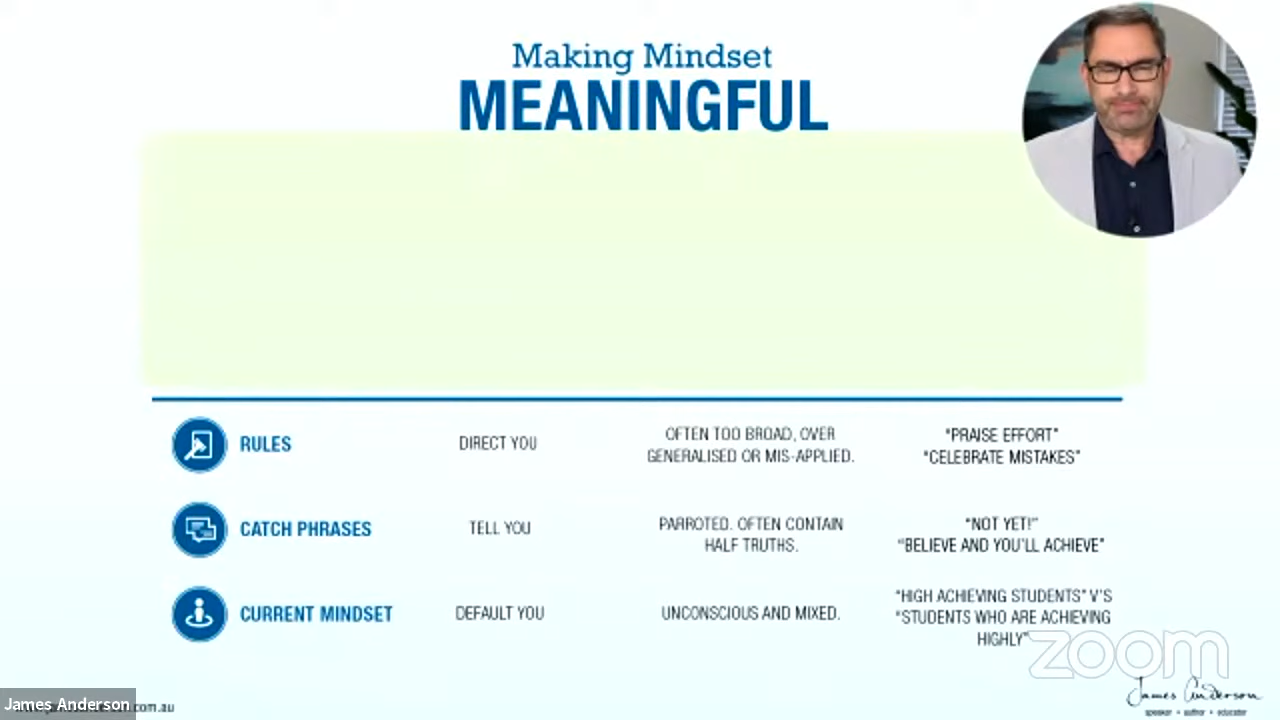 Making Mindset
MEANINGFUL
RULES
DIRECT YOU
OFTEN TOO BROAD, OVER
GENERALISED OR MIS-APPLIED.
"PRAISE EFFORT"
"CELEBRATE MISTAKES"
CATCH PHRASES
TELL YOU
PARROTED. OFTEN CONTAIN
HALF TRUTHS.
"NOT YET!"
"BELIEVE AND YOU'LL ACHIEVE"
CURRENT MINDSET
DEFAULT YOU
UNCONSCIOUS AND MIXED.
"HIGH ACHIEVING STUDENTS" V'S
"STUDENTS WHO ARE ACHIEVING
HIGHLY"
zoom
James Anderson
speaker • author • educator
James Anderson
.com.au